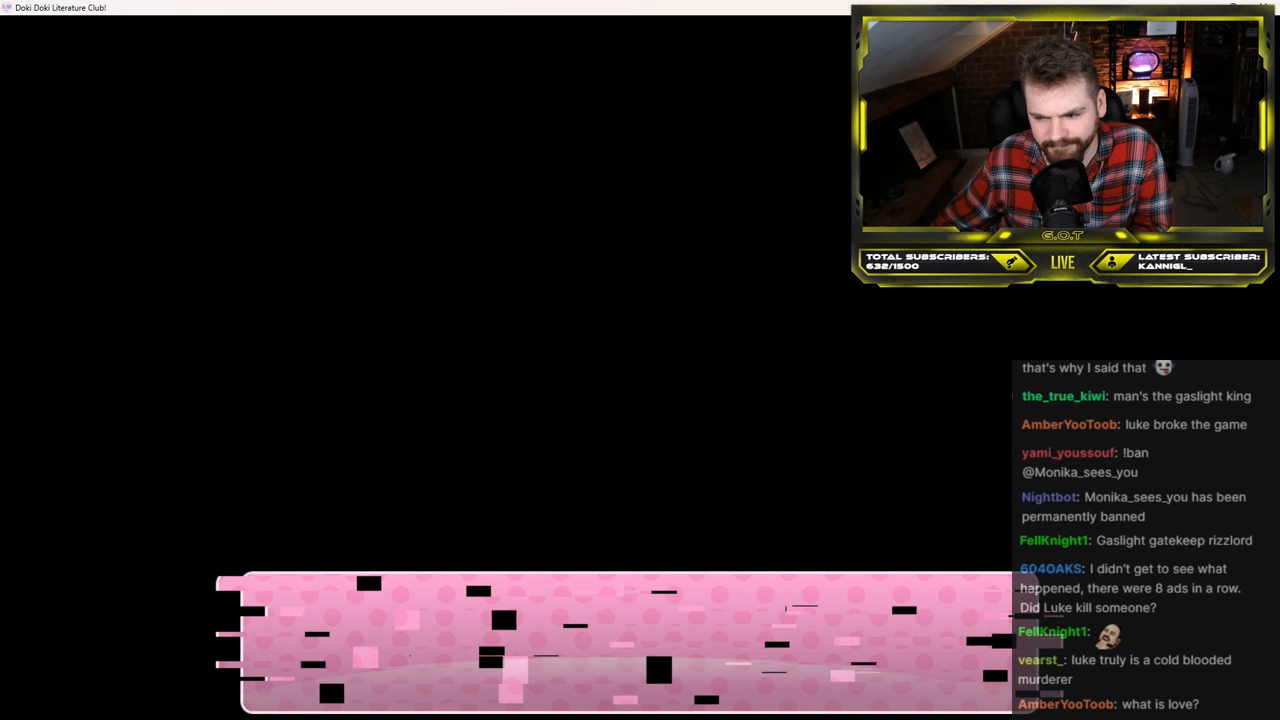 Doki Doki Literature Club!
G.O.T
TOTAL SUBSCRIBERS:
632/1500
LIVE
LATEST SUBSCRIBER:
KANNIGL_
that's why I said that
the_true_kiwi: man's the gaslight king
AmberYooToob: luke broke the game
yami_youssouf: !ban
@Monika_sees_you
Nightbot: Monika_sees_you has been
permanently banned
FellKnight1: Gaslight gatekeep rizzlord
604OAKS: I didn't get to see what
happened, there were 8 ads in a row.
Did Luke kill someone?
FellKnight1:
vearst_: luke truly is a cold blooded
murderer
AmberYooToob: what is love?